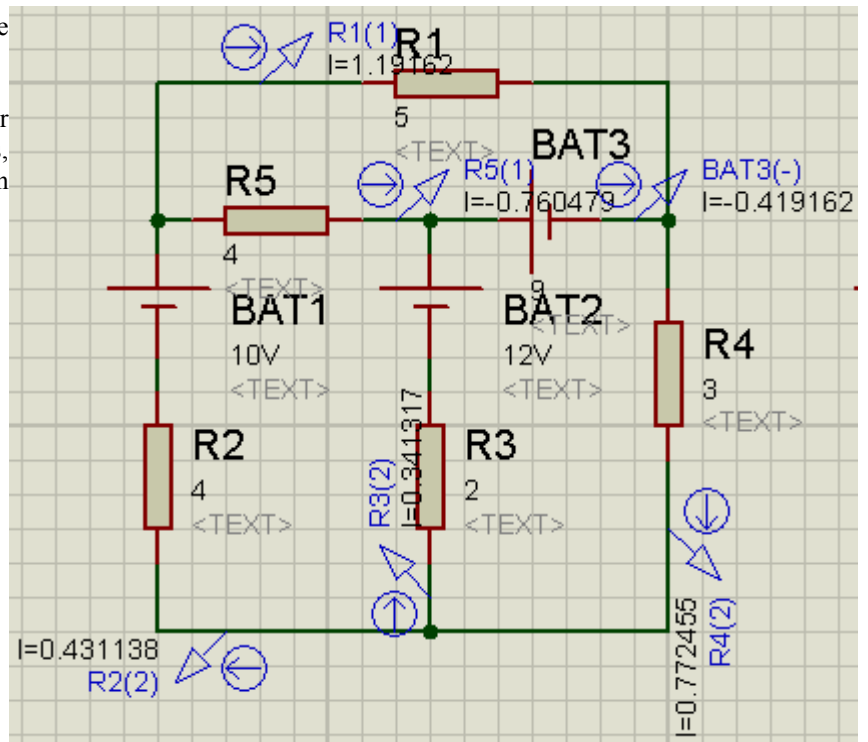 e
R1(1)
R1
I=1.19162
r
5
,
<TEXT>
BAT3
n
R5
R5(1)
BAT3(-)
I=-0.760479
I=-0.419162
4
<TEXT>
9
BAT1
BAT2
<TEXT>
R4
10V
12V
<TEXT>
<TEXT>
3
<TEXT>
R2
R3
4
2
<TEXT>
<TEXT>
R3(2)
I=0.341317
I=0.431138
R2(2)
I=0.772455
R4(2)